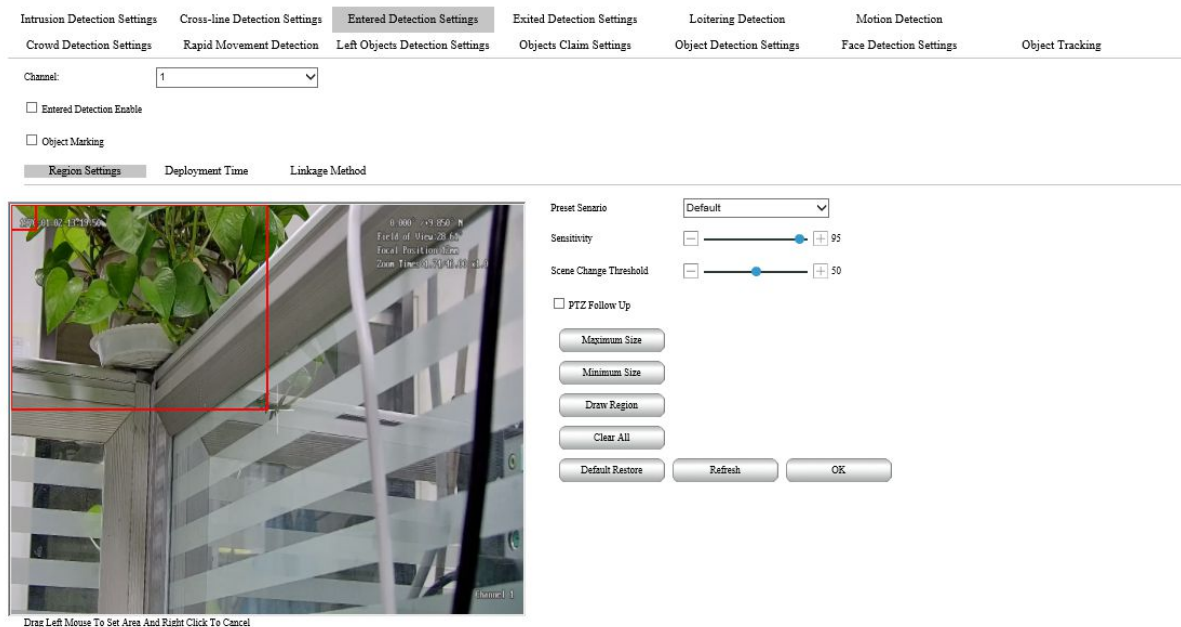 Intrusion Detection Settings Cross-line Detection Settings Entered Detection Settings Exited Detection Settings Loitering Detection Motion Detection
Crowd Detection Settings Rapid Movement Detection Left Objects Detection Settings Objects Claim Settings Object Detection Settings Face Detection Settings Object Tracking
Channel: 1
Entered Detection Enable
Object Marking
Region Settings Deployment Time Linkage Method
Preset Senario Default
Sensitivity 95
Scene Change Threshold 50
PTZ Follow Up
Maximum Size
Minimum Size
Draw Region
Clear All
Default Restore Refresh OK
Field of View
Focal Position
Zoom Times
Channel 1
Drag Left Mouse To Set Area And Right Click To Cancel